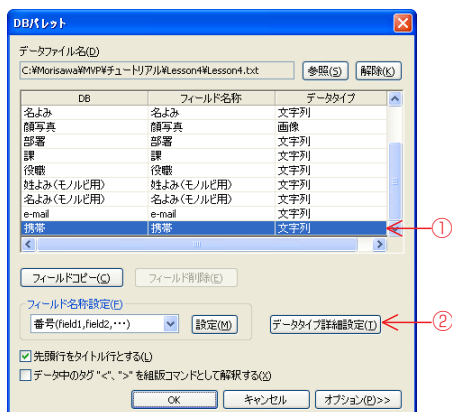 DBパレット
データファイル名(D)
C:¥Morisawa¥MVP¥チュートリアル¥Lesson4¥Lesson4.txt 参照(S) 解除(K)
DB フィールド名称 データタイプ
名よみ 名よみ 文字列
顔写真 顔写真 画像
部署 部署 文字列
課 課 文字列
役職 役職 文字列
姓よみ(モノルビ用) 姓よみ(モノルビ用) 文字列
名よみ(モノルビ用) 名よみ(モノルビ用) 文字列
e-mail e-mail 文字列
携帯 携帯 文字列 ①
フィールドコピー(C) フィールド削除(E)
フィールド名称設定(F)
番号(field1,field2,・・・) 設定(M) データタイプ詳細設定(T) ②
先頭行をタイトル行とする(L)
データ中のタグ"<"、">"を組版コマンドとして解釈する(X)
OK キャンセル オプション(P)>>